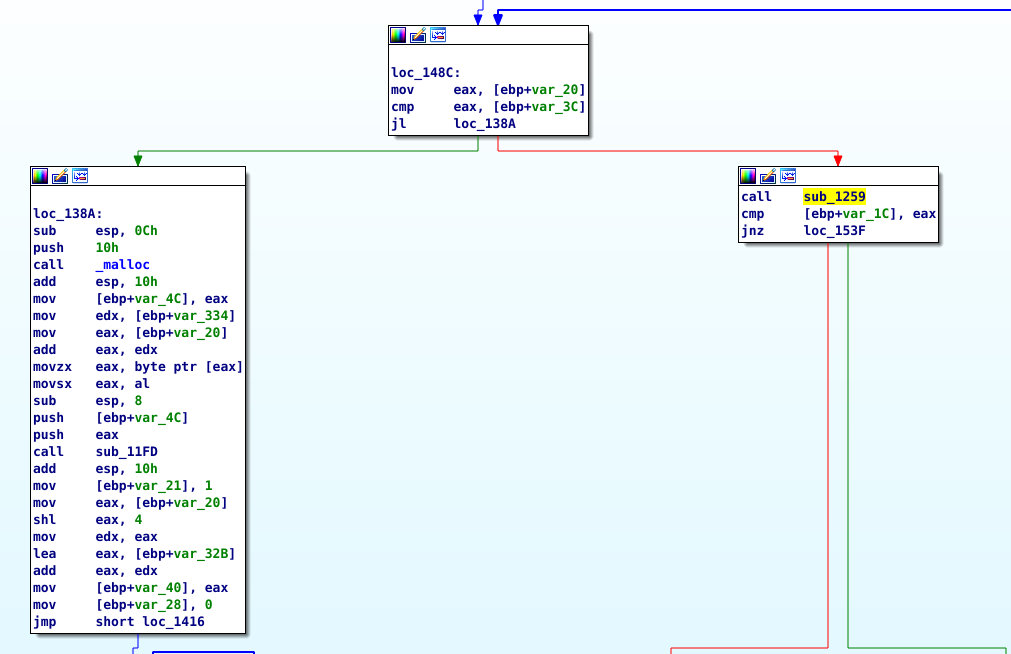 loc_148C:
mov eax, [ebp+var_20]
cmp eax, [ebp+var_3C]
jl loc_138A
loc_138A:
sub esp, 0Ch
push 10h
call _malloc
add esp, 10h
mov [ebp+var_4C], eax
mov edx, [ebp+var_334]
mov eax, [ebp+var_20]
add eax, edx
movzx eax, byte ptr [eax]
movsx eax, al
sub esp, 8
push [ebp+var_4C]
push eax
call sub_11FD
add esp, 10h
mov [ebp+var_21], 1
mov eax, [ebp+var_20]
shl eax, 4
mov edx, eax
lea eax, [ebp+var_32B]
add eax, edx
mov [ebp+var_40], eax
mov [ebp+var_28], 0
jmp short loc_1416
call sub_1259
cmp [ebp+var_1C], eax
jnz loc_153F